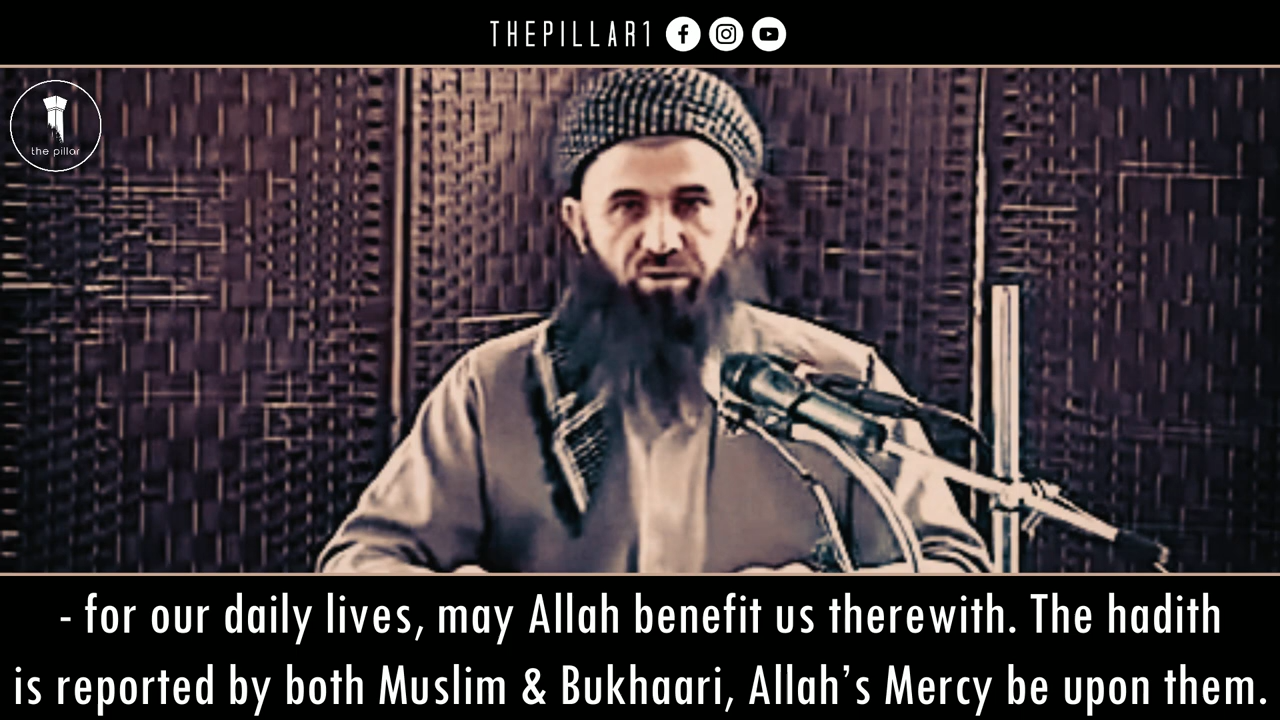 THEPILLAR1
the pillar
- for our daily lives, may Allah benefit us therewith. The hadith
is reported by both Muslim & Bukhaari, Allah’s Mercy be upon them.